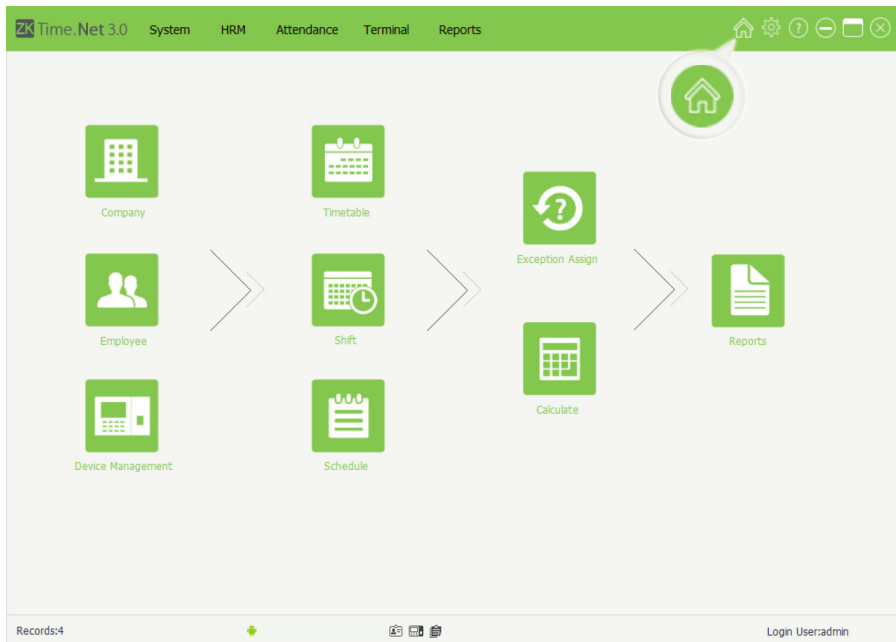 ZK Time.Net 3.0 System HRM Attendance Terminal Reports
Company
Timetable
Exception Assign
Employee
Shift
Reports
Calculate
Device Management
Schedule
Records:4
Login User:admin